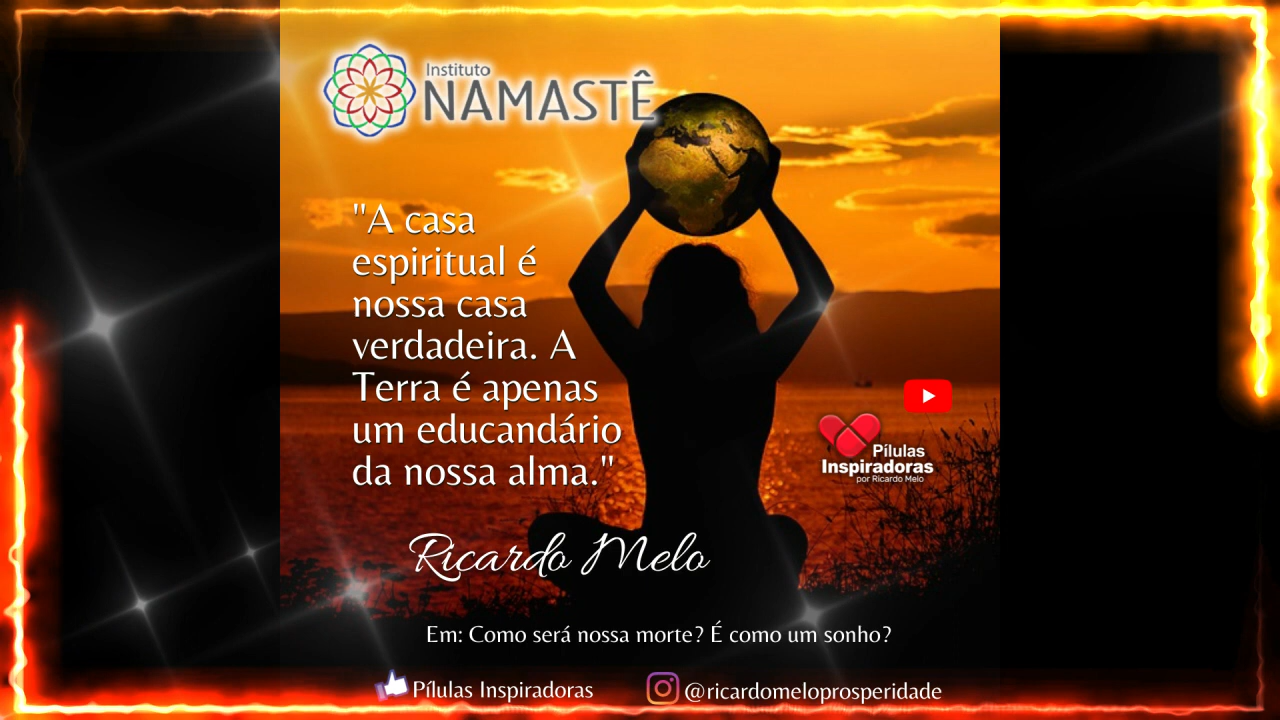 Instituto
NAMASTÊ
"A casa
espiritual é
nossa casa
verdadeira. A
Terra é apenas
um educandário
da nossa alma."
Pílulas
Inspiradoras
por Ricardo Melo
Ricardo Melo
Em: Como será nossa morte? É como um sonho?
Pílulas Inspiradoras
@ricardomeloprosperidade